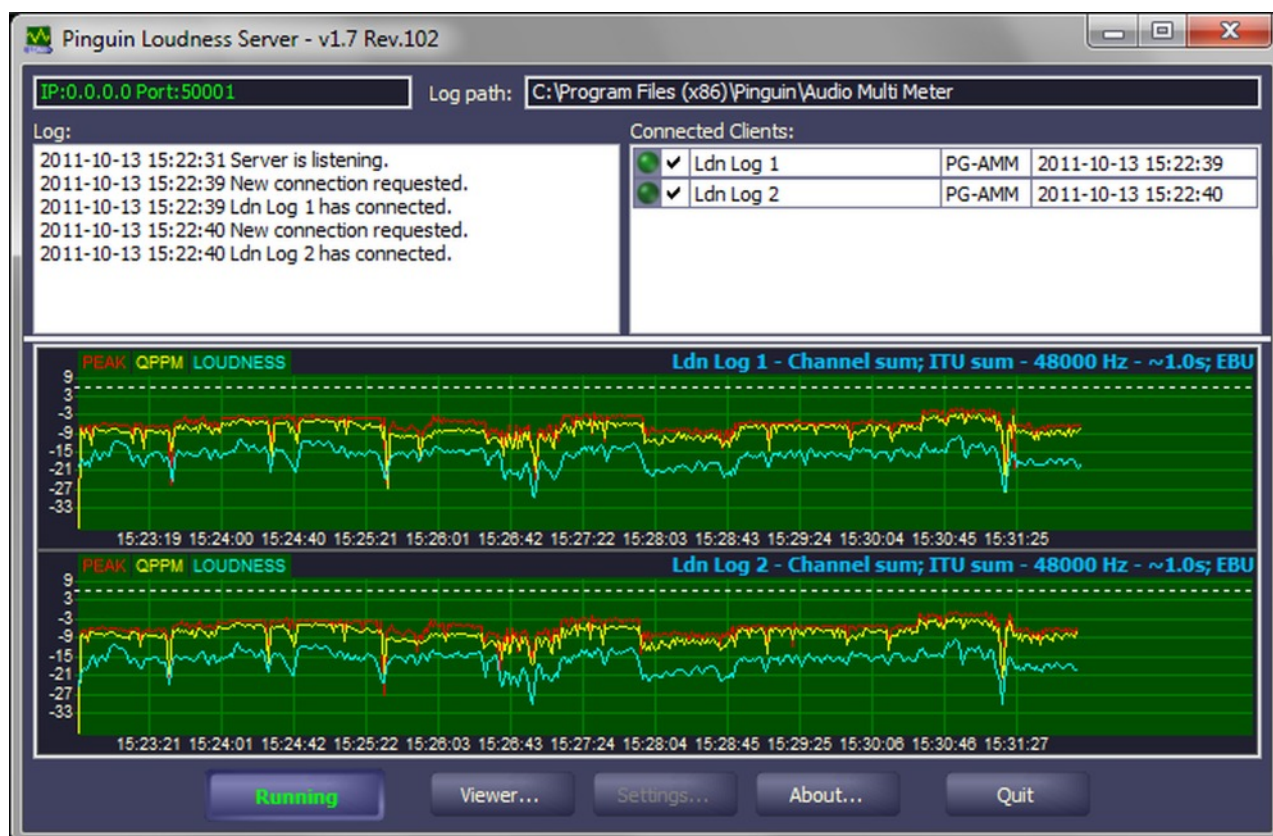 Pinguin Loudness Server - v1.7 Rev.102
IP:0.0.0.0 Port:50001
Log path: C:\Program Files (x86)\Pinguin\Audio Multi Meter
Log:
2011-10-13 15:22:31 Server is listening.
2011-10-13 15:22:39 New connection requested.
2011-10-13 15:22:39 Ldn Log 1 has connected.
2011-10-13 15:22:40 New connection requested.
2011-10-13 15:22:40 Ldn Log 2 has connected.
Connected Clients:
Ldn Log 1 PG-AMM 2011-10-13 15:22:39
Ldn Log 2 PG-AMM 2011-10-13 15:22:40
PEAK QPPM LOUDNESS Ldn Log 1 - Channel sum; ITU sum - 48000 Hz - ~1.0s; EBU
9
3
-3
-9
-15
-21
-27
-33
15:23:19 15:24:00 15:24:40 15:25:21 15:26:01 15:26:42 15:27:22 15:28:03 15:28:43 15:29:24 15:30:04 15:30:45 15:31:25
PEAK QPPM LOUDNESS Ldn Log 2 - Channel sum; ITU sum - 48000 Hz - ~1.0s; EBU
9
3
-3
-9
-15
-21
-27
-33
15:23:21 15:24:01 15:24:42 15:25:22 15:26:03 15:26:43 15:27:24 15:28:04 15:28:45 15:29:25 15:30:06 15:30:46 15:31:27
Running Viewer... Settings... About... Quit